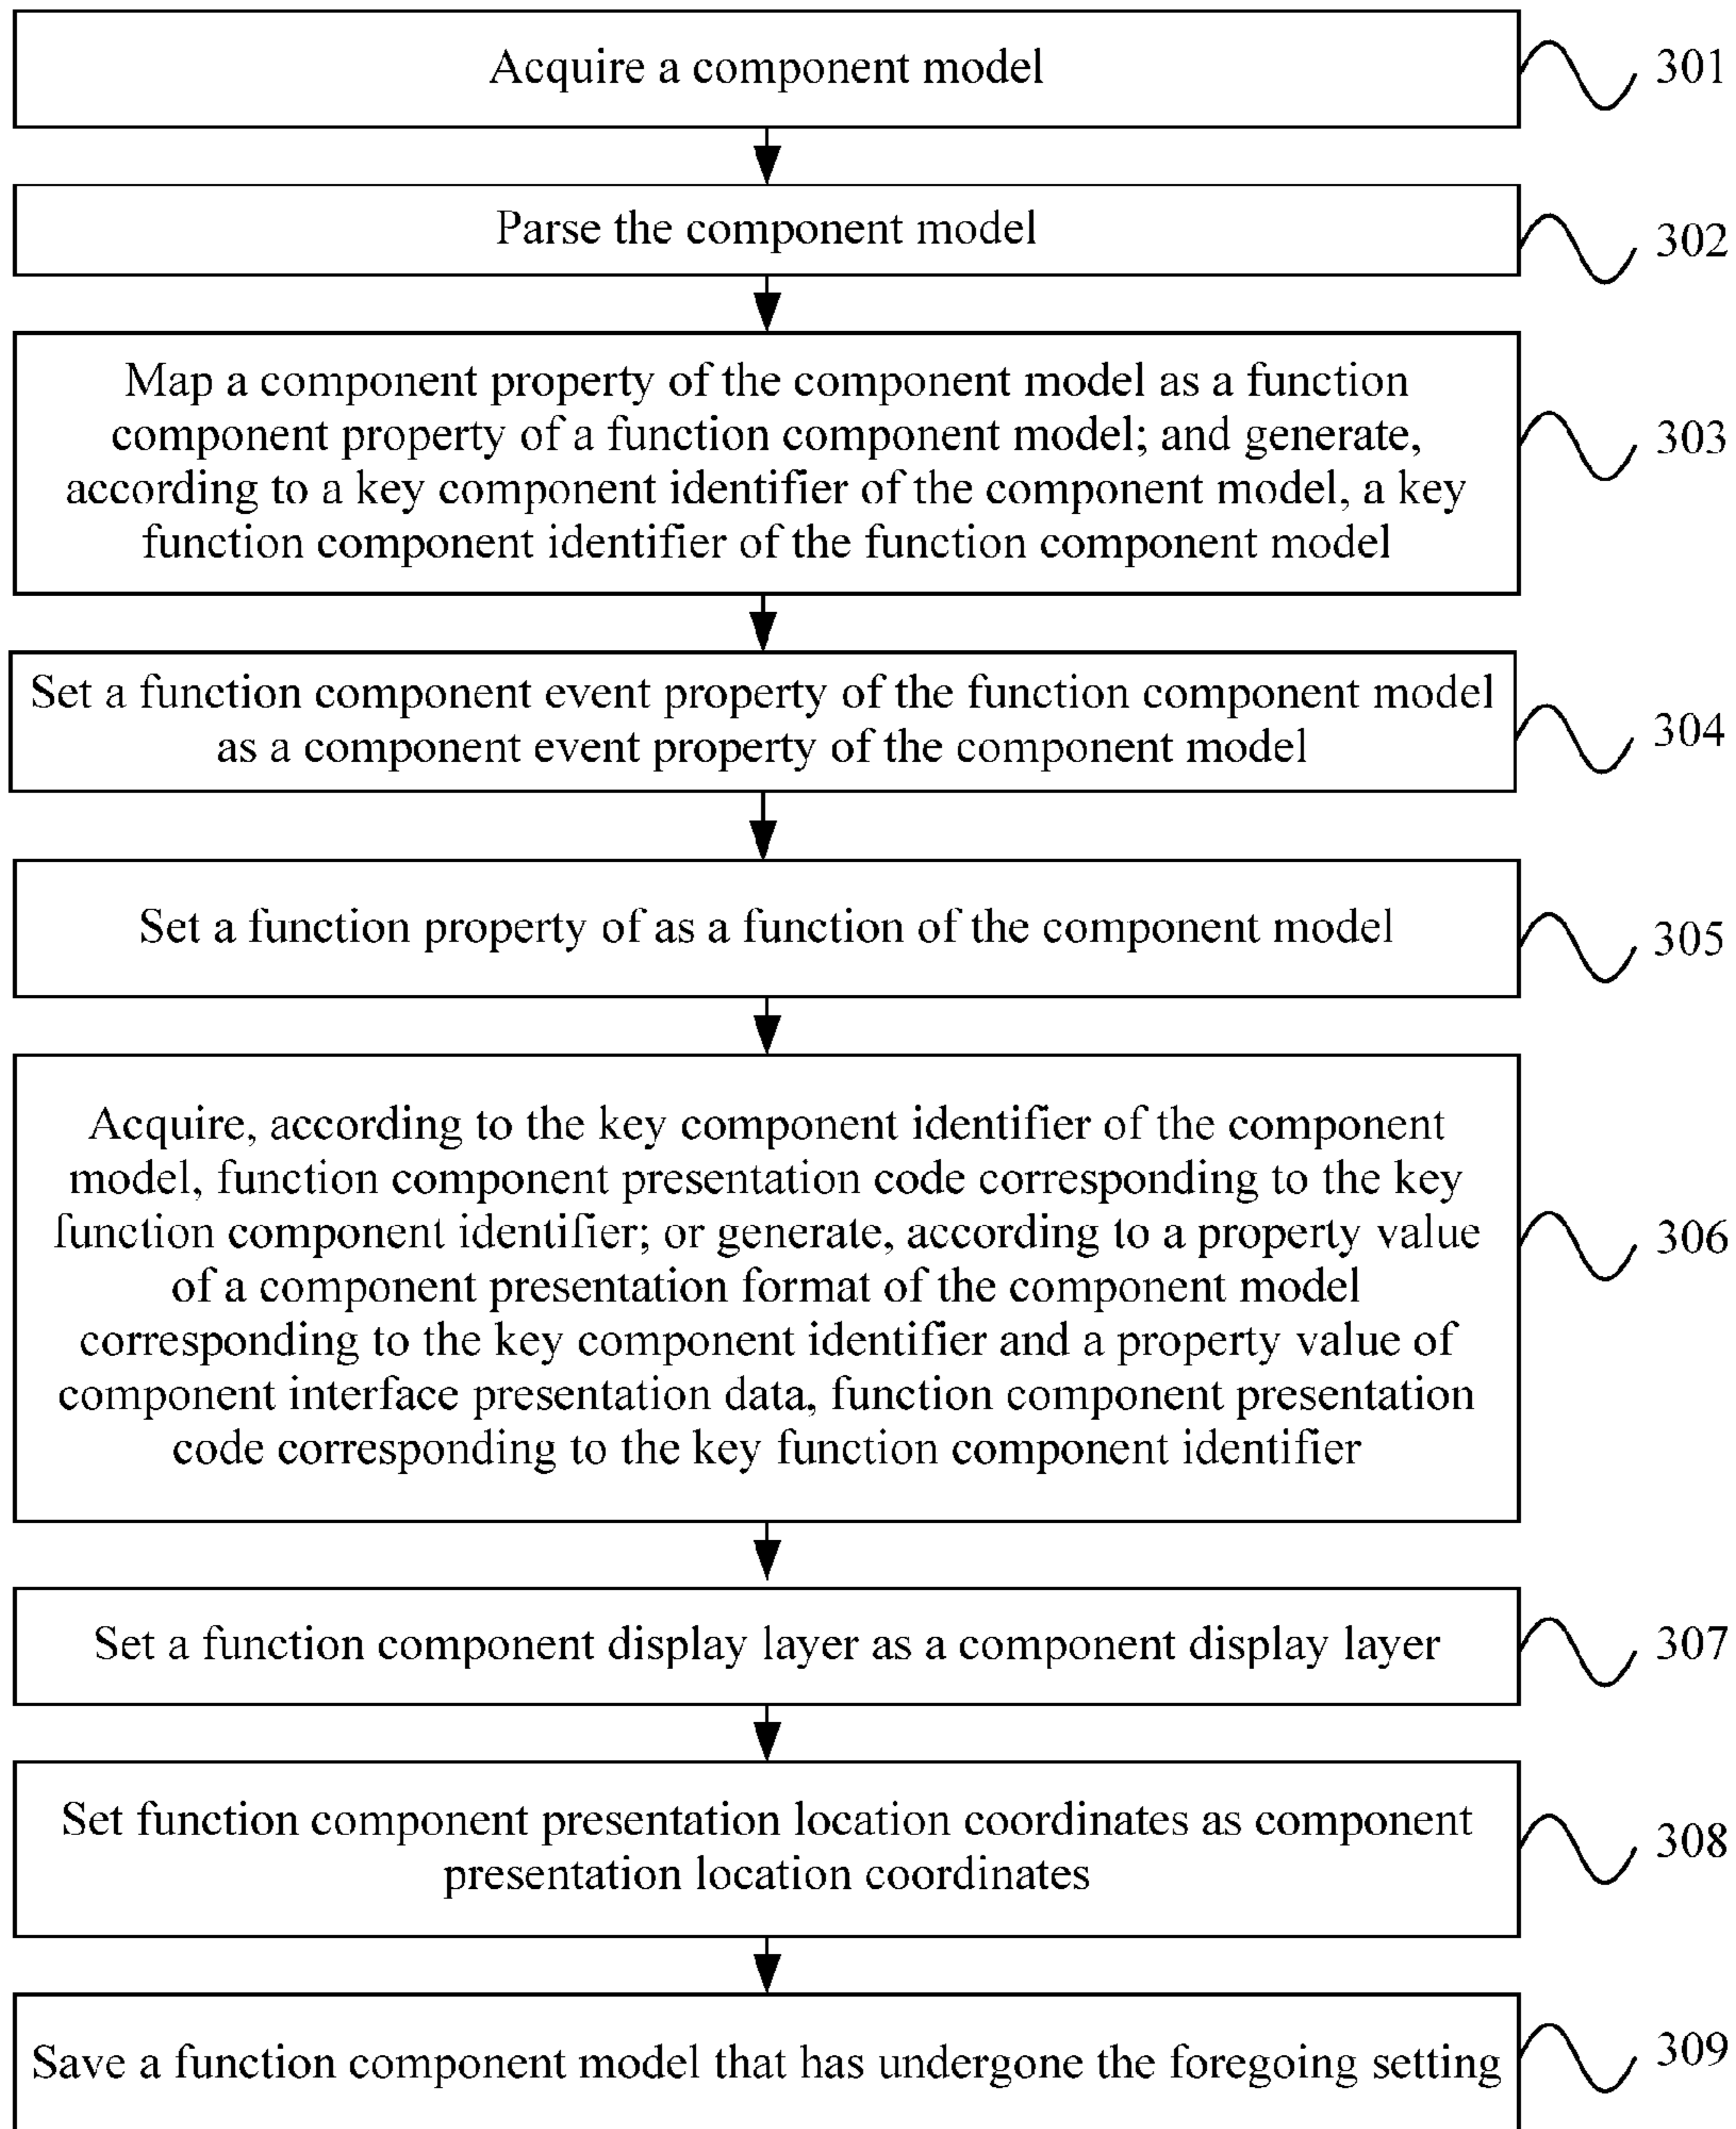 Acquire a component model
301
Parse the component model
302
Map a component property of the component model as a function
component property of a function component model; and generate,
according to a key component identifier of the component model, a key
function component identifier of the function component model
303
Set a function component event property of the function component model
as a component event property of the component model
304
Set a function property of as a function of the component model
305
Acquire, according to the key component identifier of the component
model, function component presentation code corresponding to the key
function component identifier; or generate, according to a property value
of a component presentation format of the component model
corresponding to the key component identifier and a property value of
component interface presentation data, function component presentation
code corresponding to the key function component identifier
306
Set a function component display layer as a component display layer
307
Set function component presentation location coordinates as component
presentation location coordinates
308
Save a function component model that has undergone the foregoing setting
309